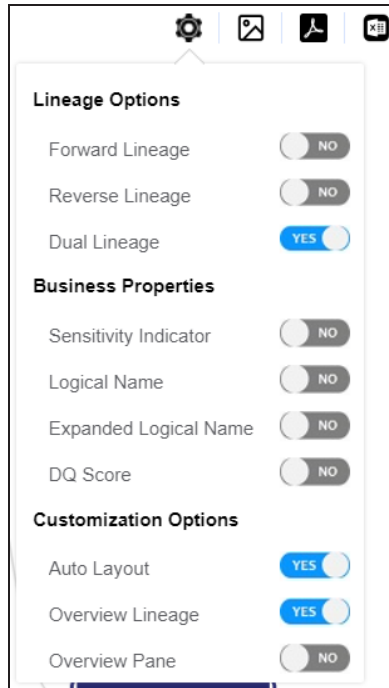 Lineage Options
Forward Lineage NO
Reverse Lineage NO
Dual Lineage YES
Business Properties
Sensitivity Indicator NO
Logical Name NO
Expanded Logical Name NO
DQ Score NO
Customization Options
Auto Layout YES
Overview Lineage YES
Overview Pane NO